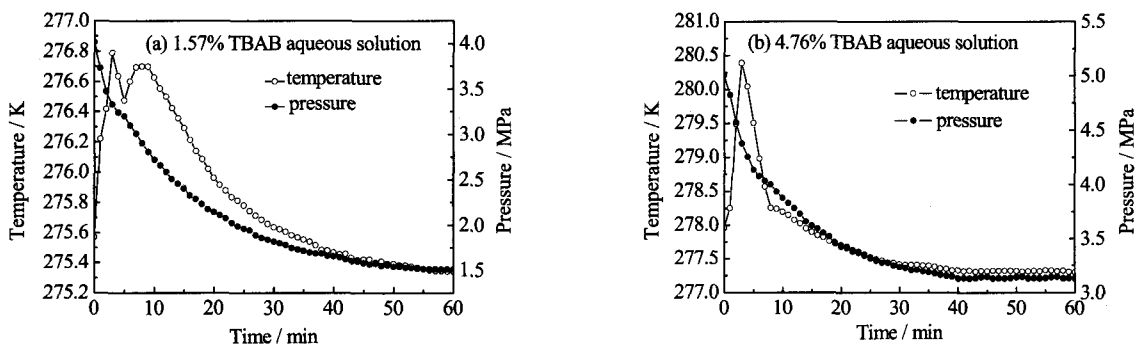 (a) 1.57% TBAB aqueous solution
temperature
pressure
Temperature / K
277.0
276.8
276.6
276.4
276.2
276.0
275.8
275.6
275.4
275.2
Pressure / MPa
4.0
3.5
3.0
2.5
2.0
1.5
0 10 20 30 40 50 60
Time / min
(b) 4.76% TBAB aqueous solution
temperature
pressure
Temperature / K
281.0
280.5
280.0
279.5
279.0
278.5
278.0
277.5
277.0
Pressure / MPa
5.5
5.0
4.5
4.0
3.5
3.0
0 10 20 30 40 50 60
Time / min